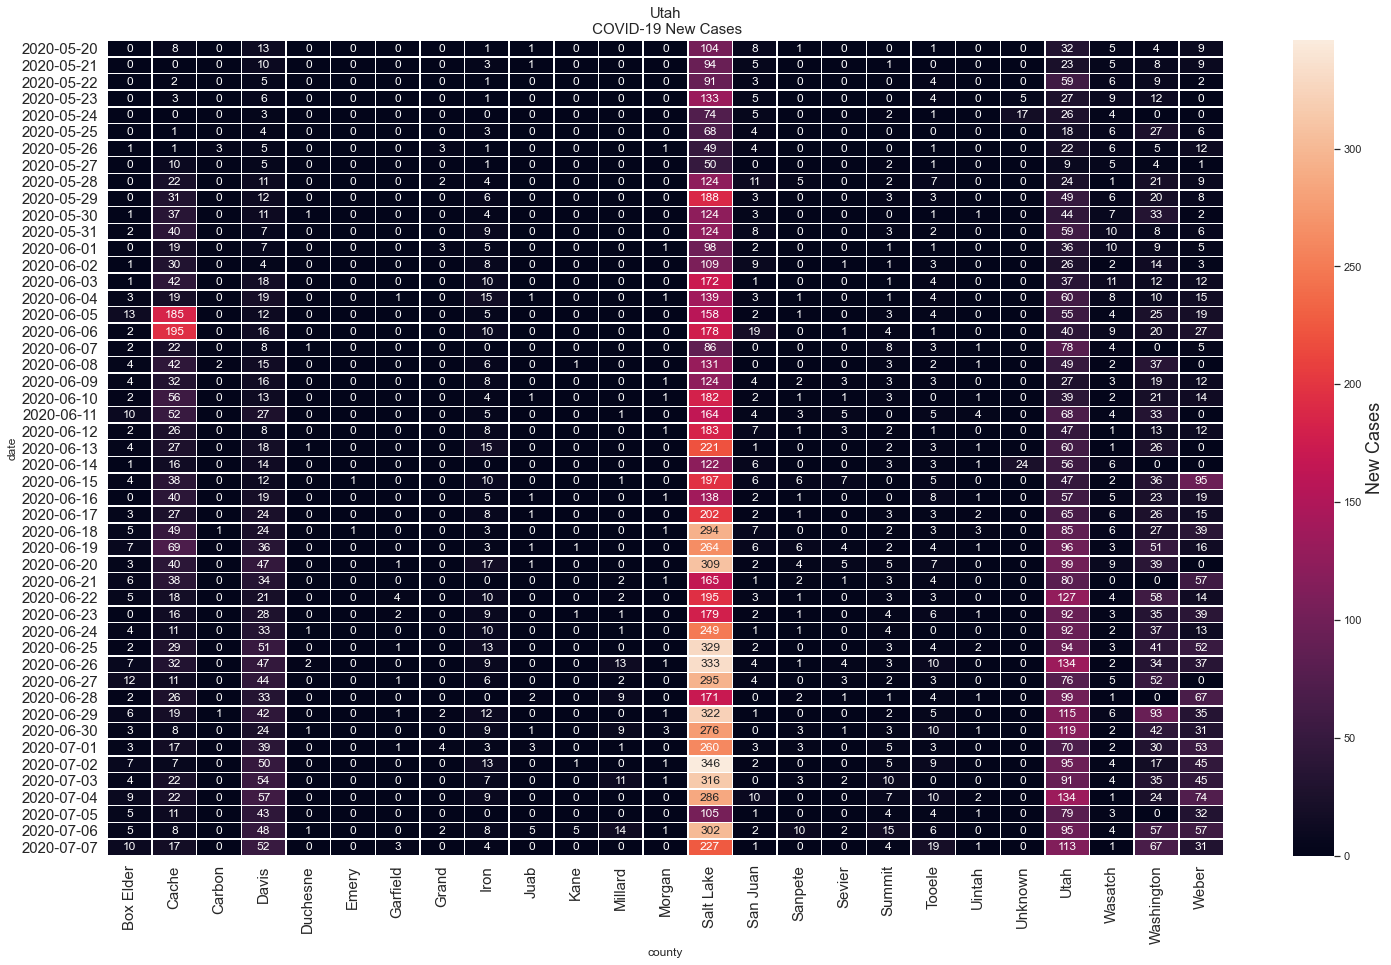 Utah
COVID-19 New Cases
2020-05-20 0 8 0 13 0 0 0 0 1 1 0 0 0 104 8 1 0 0 1 0 0 32 5 4 9
2020-05-21 0 0 0 10 0 0 0 0 3 1 0 0 0 94 5 0 0 1 0 0 0 23 5 8 9
2020-05-22 0 2 0 5 0 0 0 0 1 0 0 0 0 91 3 0 0 0 4 0 0 59 6 9 2
2020-05-23 0 3 0 6 0 0 0 0 1 0 0 0 0 133 5 0 0 0 4 0 5 27 9 12 0
2020-05-24 0 0 0 3 0 0 0 0 0 0 0 0 0 74 5 0 0 2 1 0 17 26 4 0 0
2020-05-25 0 1 0 4 0 0 0 0 3 0 0 0 0 68 4 0 0 0 0 0 0 18 6 27 6
2020-05-26 1 1 3 5 0 0 0 3 1 0 0 0 1 49 4 0 0 0 1 0 0 22 6 5 12
2020-05-27 0 10 0 5 0 0 0 0 1 0 0 0 0 50 0 0 0 2 1 0 0 9 5 4 1
2020-05-28 0 22 0 11 0 0 0 2 4 0 0 0 0 124 11 5 0 2 7 0 0 24 1 21 9
2020-05-29 0 31 0 12 0 0 0 0 6 0 0 0 0 188 3 0 0 3 3 0 0 49 6 20 8
2020-05-30 1 37 0 11 1 0 0 0 4 0 0 0 0 124 3 0 0 0 1 1 0 44 7 33 2
2020-05-31 2 40 0 7 0 0 0 0 9 0 0 0 0 124 8 0 0 3 2 0 0 59 10 8 6
2020-06-01 0 19 0 7 0 0 0 3 5 0 0 0 1 98 2 0 0 1 1 0 0 36 10 9 5
2020-06-02 1 30 0 4 0 0 0 0 8 0 0 0 0 109 9 0 1 1 3 0 0 26 2 14 3
2020-06-03 1 42 0 18 0 0 0 0 10 0 0 0 0 172 1 0 0 1 4 0 0 37 11 12 12
2020-06-04 3 19 0 19 0 0 1 0 15 1 0 0 1 139 3 1 0 1 4 0 0 60 8 10 15
2020-06-05 13 185 0 12 0 0 0 0 5 0 0 0 0 158 2 1 0 3 4 0 0 55 4 25 19
2020-06-06 2 195 0 16 0 0 0 0 10 0 0 0 0 178 19 0 1 4 1 0 0 40 9 20 27
2020-06-07 2 22 0 8 1 0 0 0 0 0 0 0 0 86 0 0 0 8 3 1 0 78 4 0 5
2020-06-08 4 42 2 15 0 0 0 0 6 0 1 0 0 131 0 0 0 3 2 1 0 49 2 37 0
2020-06-09 4 32 0 16 0 0 0 0 8 0 0 0 1 124 4 2 3 3 3 0 0 27 3 19 12
2020-06-10 2 56 0 13 0 0 0 0 4 1 0 0 1 182 2 1 1 3 0 1 0 39 2 21 14
2020-06-11 10 52 0 27 0 0 0 0 5 0 0 1 0 164 4 3 5 0 5 4 0 68 4 33 0
2020-06-12 2 26 0 8 0 0 0 0 8 0 0 0 1 183 7 1 3 2 1 0 0 47 1 13 12
2020-06-13 4 27 0 18 1 0 0 0 15 0 0 0 0 221 1 0 0 2 3 1 0 60 1 26 0
2020-06-14 1 16 0 14 0 0 0 0 0 0 0 0 0 122 6 0 0 3 3 1 24 56 6 0 0
2020-06-15 4 38 0 12 0 1 0 0 10 0 0 1 0 197 6 6 7 0 5 0 0 47 2 36 95
2020-06-16 0 40 0 19 0 0 0 0 5 1 0 0 0 138 2 1 0 0 8 1 0 57 5 23 19
2020-06-17 3 27 0 24 0 0 0 0 8 1 0 0 0 202 2 0 0 3 3 2 0 65 6 26 15
2020-06-18 5 49 1 24 0 1 0 0 3 0 0 0 1 294 7 0 0 2 3 3 0 85 6 27 39
2020-06-19 7 69 0 36 0 0 0 0 3 1 1 0 0 264 6 6 4 2 4 1 0 96 3 51 16
2020-06-20 3 40 0 47 0 0 1 0 17 1 0 0 0 309 2 4 5 5 7 0 0 99 9 39 0
2020-06-21 6 38 0 34 0 0 0 0 0 0 0 2 1 165 1 2 1 3 4 0 0 80 0 0 57
2020-06-22 5 18 0 21 0 0 4 0 10 0 0 2 0 195 3 1 0 3 3 0 0 127 4 58 14
2020-06-23 0 16 0 28 0 0 2 0 9 0 1 1 0 179 2 1 0 4 6 1 0 92 3 35 39
2020-06-24 4 11 0 33 1 0 0 0 10 0 0 1 0 249 1 1 0 4 0 0 0 92 2 37 13
2020-06-25 2 29 0 51 0 0 1 0 13 0 0 0 0 329 2 0 0 3 4 2 0 94 3 41 52
2020-06-26 7 32 0 47 2 0 0 0 9 0 0 13 1 333 4 1 4 3 10 0 0 134 2 34 37
2020-06-27 12 11 0 44 0 0 1 0 6 0 0 2 0 295 4 0 3 2 3 0 0 76 5 52 0
2020-06-28 2 26 0 33 0 0 0 0 0 2 0 9 0 171 0 2 1 1 4 1 0 99 1 0 67
2020-06-29 6 19 1 42 0 0 1 2 12 0 0 0 1 322 1 0 0 2 5 0 0 115 6 93 35
2020-06-30 3 8 0 24 1 0 0 0 9 1 0 9 3 276 0 3 1 3 10 1 0 119 2 42 31
2020-07-01 3 17 0 39 0 0 1 4 3 3 0 1 0 260 3 3 0 5 3 0 0 70 2 30 53
2020-07-02 7 7 0 50 0 0 0 0 13 0 1 0 1 346 2 0 0 5 9 0 0 95 4 17 45
2020-07-03 4 22 0 54 0 0 0 0 7 0 0 11 1 316 0 3 2 10 0 0 0 91 4 35 45
2020-07-04 9 22 0 57 0 0 0 0 9 0 0 0 0 286 10 0 0 7 10 2 0 134 1 24 74
2020-07-05 5 11 0 43 0 0 0 0 0 0 0 0 0 105 1 0 0 4 4 1 0 79 3 0 32
2020-07-06 5 8 0 48 1 0 0 2 8 5 5 14 1 302 2 10 2 15 6 0 0 95 4 57 57
2020-07-07 10 17 0 52 0 0 3 0 4 0 0 0 0 227 1 0 0 4 19 1 0 113 1 67 31
date
Box Elder
Cache
Carbon
Davis
Duchesne
Emery
Garfield
Grand
Iron
Juab
Kane
Millard
Morgan
Salt Lake
San Juan
Sanpete
Sevier
Summit
Tooele
Uintah
Unknown
Utah
Wasatch
Washington
Weber
county
300
250
200
150
100
50
0
New Cases